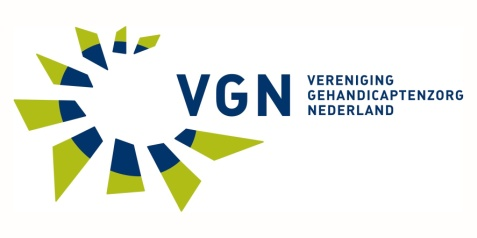 VGN
VERENIGING
GEHANDICAPTENZORG
NEDERLAND